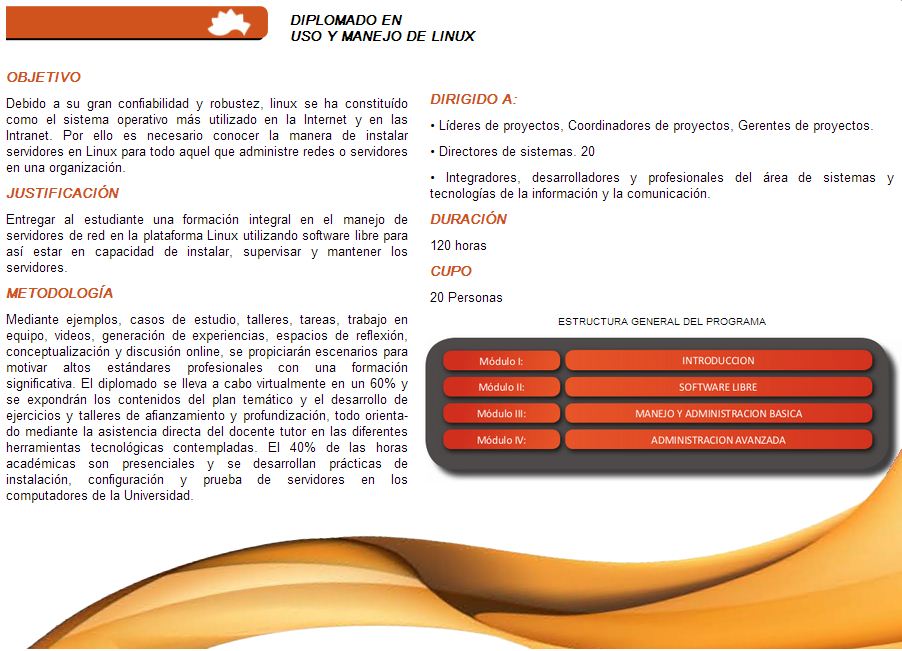 DIPLOMADO EN
USO Y MANEJO DE LINUX
OBJETIVO
Debido a su gran confiabilidad y robustez, linux se ha constituído
como el sistema operativo más utilizado en la Internet y en las
Intranet. Por ello es necesario conocer la manera de instalar
servidores en Linux para todo aquel que administre redes o servidores
en una organización.
JUSTIFICACIÓN
Entregar al estudiante una formación integral en el manejo de
servidores de red en la plataforma Linux utilizando software libre para
así estar en capacidad de instalar, supervisar y mantener los
servidores.
METODOLOGÍA
Mediante ejemplos, casos de estudio, talleres, tareas, trabajo en
equipo, videos, generación de experiencias, espacios de reflexión,
conceptualización y discusión online, se propiciarán escenarios para
motivar altos estándares profesionales con una formación
significativa. El diplomado se lleva a cabo virtualmente en un 60% y
se expondrán los contenidos del plan temático y el desarrollo de
ejercicios y talleres de afianzamiento y profundización, todo orienta-
do mediante la asistencia directa del docente tutor en las diferentes
herramientas tecnológicas contempladas. El 40% de las horas
académicas son presenciales y se desarrollan prácticas de
instalación, configuración y prueba de servidores en los
computadores de la Universidad.
DIRIGIDO A:
• Líderes de proyectos, Coordinadores de proyectos, Gerentes de proyectos.
• Directores de sistemas. 20
• Integradores, desarrolladores y profesionales del área de sistemas y
tecnologías de la información y la comunicación.
DURACIÓN
120 horas
CUPO
20 Personas
ESTRUCTURA GENERAL DEL PROGRAMA
Módulo I: INTRODUCCION
Módulo II: SOFTWARE LIBRE
Módulo III: MANEJO Y ADMINISTRACION BASICA
Módulo IV: ADMINISTRACION AVANZADA